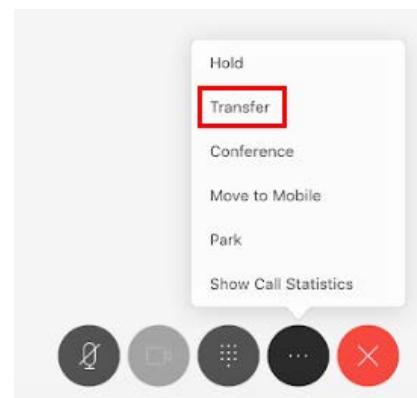 Hold
Transfer
Conference
Move to Mobile
Park
Show Call Statistics